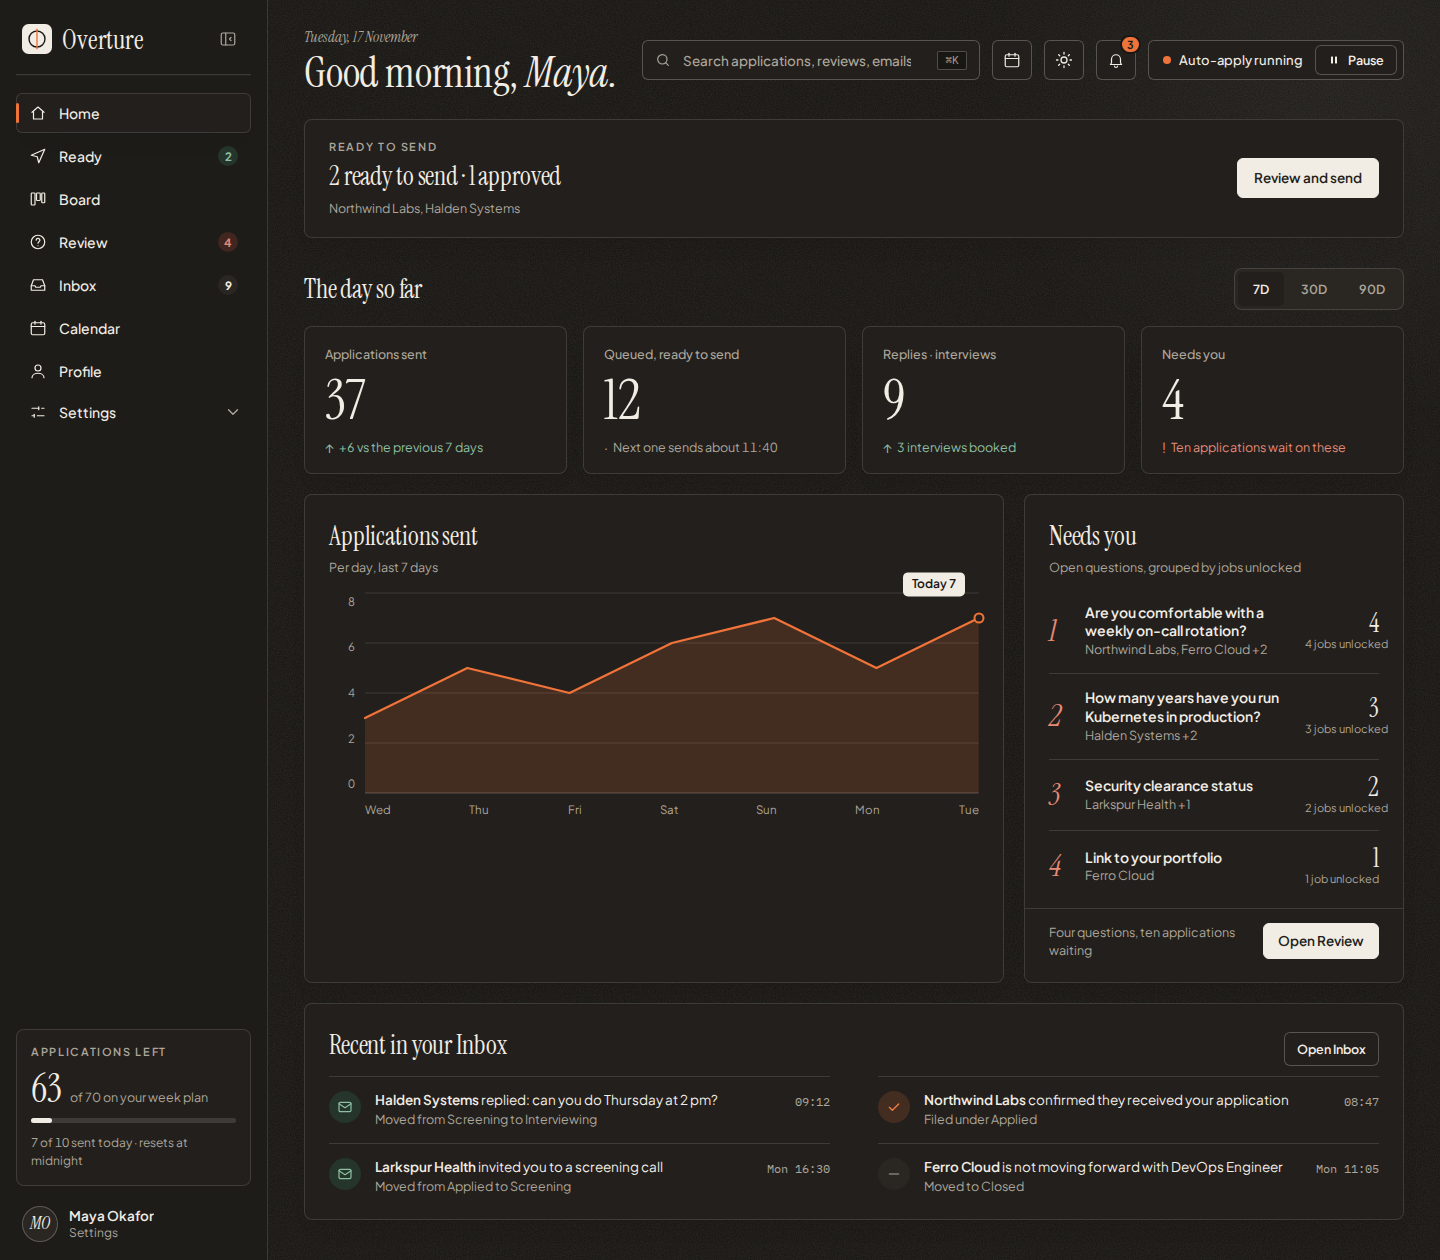 Overture
Home
Ready 2
Board
Review 4
Inbox 9
Calendar
Profile
Settings
APPLICATIONS LEFT
63 of 70 on your week plan
7 of 10 sent today · resets at
midnight
MO
Maya Okafor
Settings
Tuesday, 17 November
Good morning, Maya.
Search applications, reviews, emails ⌘K
3
Auto-apply running
Pause
READY TO SEND
2 ready to send · 1 approved
Northwind Labs, Halden Systems
Review and send
The day so far
7D 30D 90D
Applications sent
37
↑ +6 vs the previous 7 days
Queued, ready to send
12
· Next one sends about 11:40
Replies · interviews
9
↑ 3 interviews booked
Needs you
4
! Ten applications wait on these
Applications sent
Per day, last 7 days
Today 7
8
6
4
2
0
Wed Thu Fri Sat Sun Mon Tue
Needs you
Open questions, grouped by jobs unlocked
1
Are you comfortable with a
weekly on-call rotation?
Northwind Labs, Ferro Cloud +2
4
4 jobs unlocked
2
How many years have you run
Kubernetes in production?
Halden Systems +2
3
3 jobs unlocked
3
Security clearance status
Larkspur Health +1
2
2 jobs unlocked
4
Link to your portfolio
Ferro Cloud
1
1 job unlocked
Four questions, ten applications
waiting
Open Review
Recent in your Inbox
Open Inbox
Halden Systems replied: can you do Thursday at 2 pm? 09:12
Moved from Screening to Interviewing
Northwind Labs confirmed they received your application 08:47
Filed under Applied
Larkspur Health invited you to a screening call Mon 16:30
Moved from Applied to Screening
Ferro Cloud is not moving forward with DevOps Engineer Mon 11:05
Moved to Closed